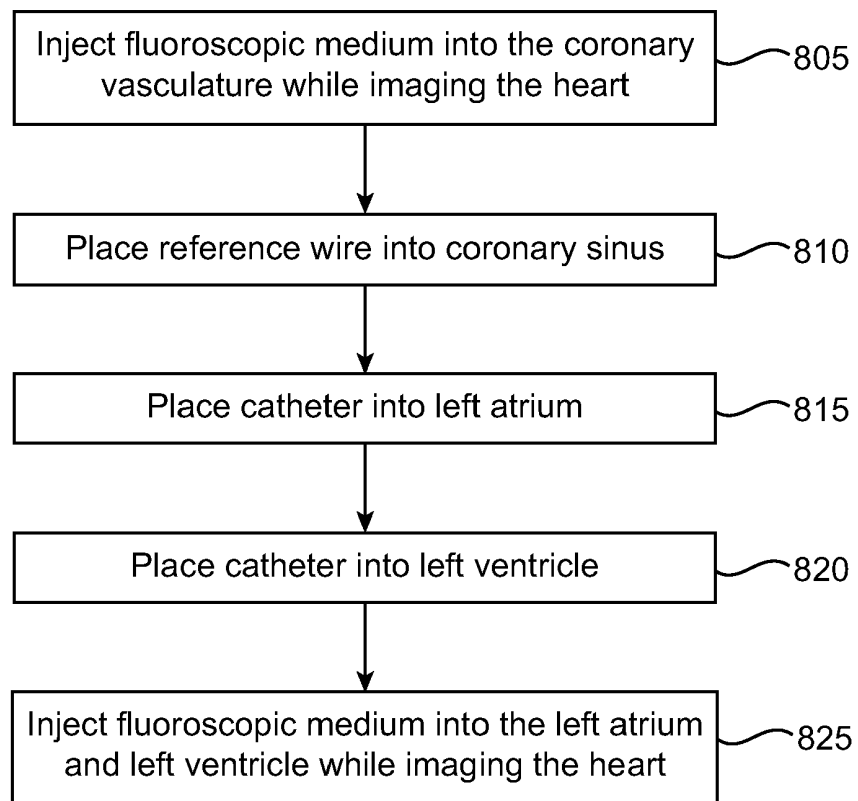 Inject fluoroscopic medium into the coronary
vasculature while imaging the heart
805
Place reference wire into coronary sinus
810
Place catheter into left atrium
815
Place catheter into left ventricle
820
Inject fluoroscopic medium into the left atrium
and left ventricle while imaging the heart
825